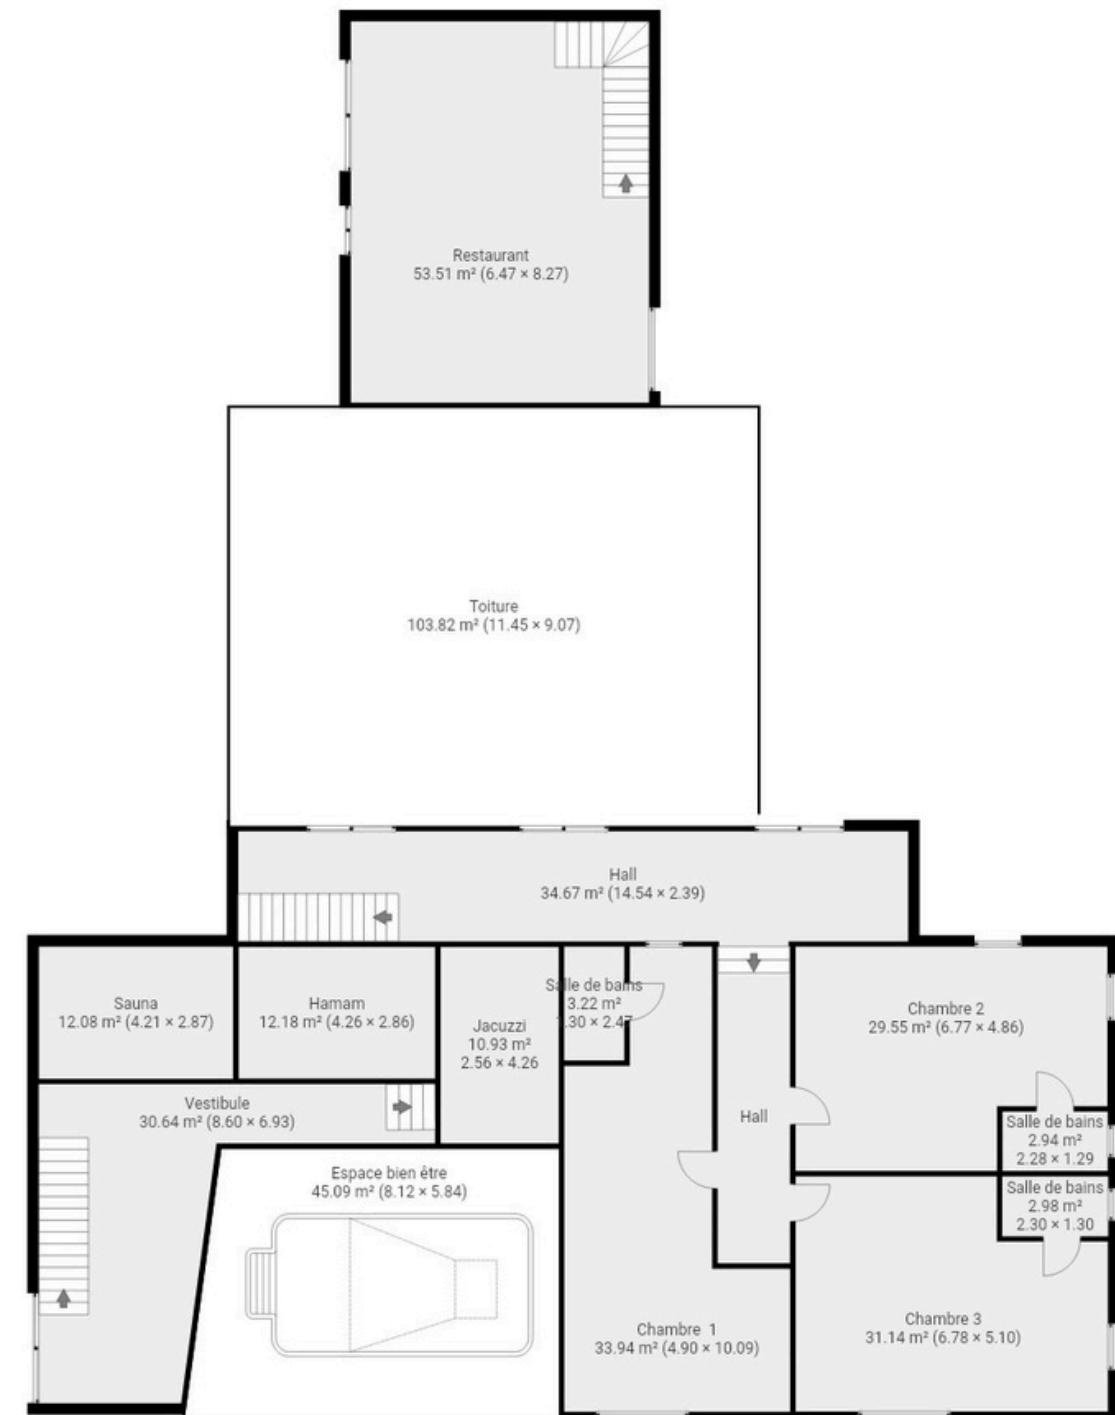 Restaurant
53.51 m² (6.47 × 8.27)
Toiture
103.82 m² (11.45 × 9.07)
Hall
34.67 m² (14.54 × 2.39)
Sauna
12.08 m² (4.21 × 2.87)
Hamam
12.18 m² (4.26 × 2.86)
Jacuzzi
10.93 m²
2.56 × 4.26
Salle de bains
3.22 m²
.30 × 2.47
Chambre 2
29.55 m² (6.77 × 4.86)
Vestibule
30.64 m² (8.60 × 6.93)
Hall
Salle de bains
2.94 m²
2.28 × 1.29
Espace bien être
45.09 m² (8.12 × 5.84)
Salle de bains
2.98 m²
2.30 × 1.30
Chambre 1
33.94 m² (4.90 × 10.09)
Chambre 3
31.14 m² (6.78 × 5.10)